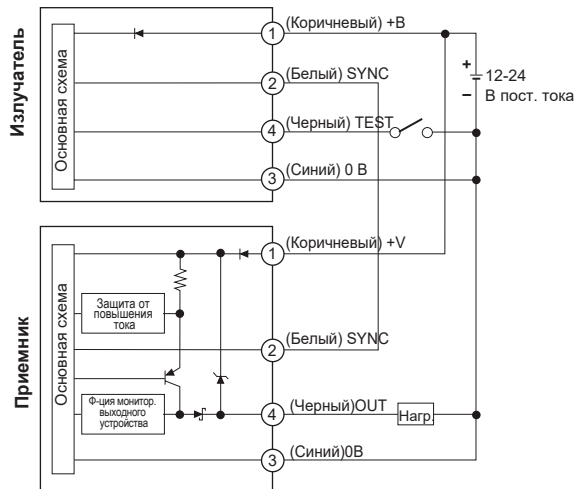 Излучатель
Основная схема
1
(Коричневый) +В
2
(Белый) SYNC
4
(Черный) TEST
3
(Синий) 0 В
+
12-24
–
В пост. тока
Приемник
Основная схема
1
(Коричневый) +V
Защита от
повышения
тока
2
(Белый) SYNC
Ф-ция монитор.
выходного
устройства
4
(Черный)OUT
Нагр.
3
(Синий)0В